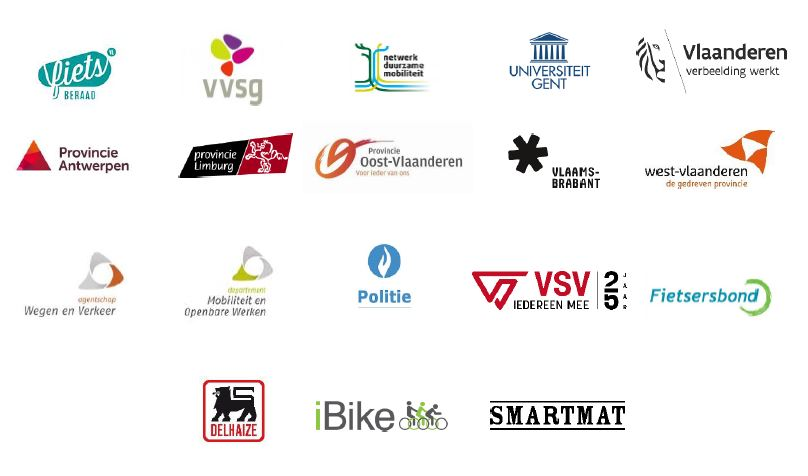 fiets
VL
BERAAD
vvsg
netwerk
duurzame
mobiliteit
UNIVERSITEIT
GENT
Vlaanderen
verbeelding werkt
Provincie
Antwerpen
provincie
Limburg
Provincie
Oost-Vlaanderen
Voor ieder van ons
VLAAMS-
BRABANT
west-vlaanderen
de gedreven provincie
agentschap
Wegen en Verkeer
departement
Mobiliteit en
Openbare Werken
Politie
VSV
IEDEREEN MEE
25
JAAR
Fietsersbond
DELHAIZE
iBike
SMARTMAT